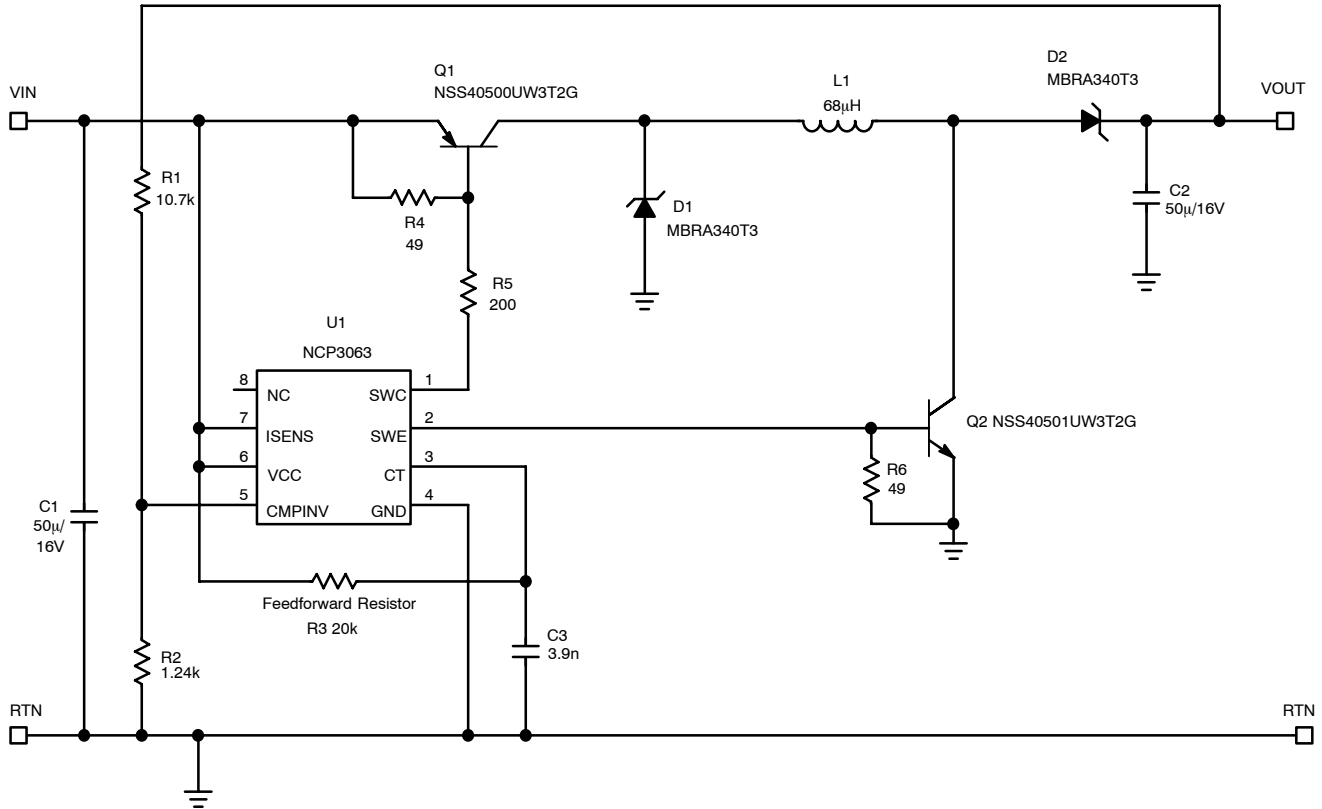 D2
MBRA340T3
Q1
NSS40500UW3T2G
L1
68μH
VIN
VOUT
R1
10.7k
R4
49
D1
MBRA340T3
C2
50μ/16V
R5
200
U1
NCP3063
8
NC
SWC
1
7
ISENS
SWE
2
6
VCC
CT
3
5
CMPINV
GND
4
Q2 NSS40501UW3T2G
R6
49
C1
50μ/
16V
Feedforward Resistor
R3 20k
C3
3.9n
R2
1.24k
RTN
RTN